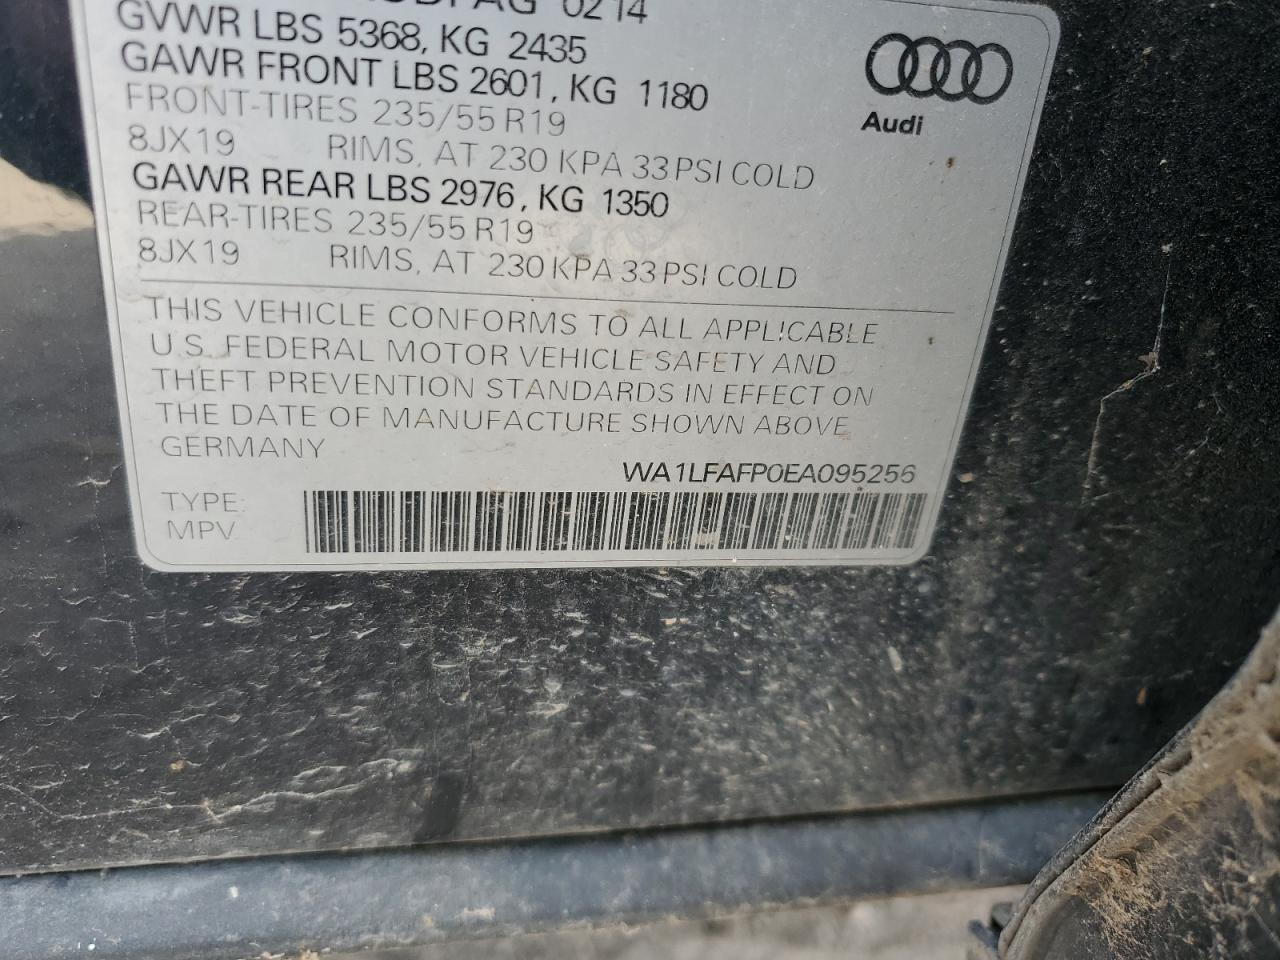 AG 02 14
GVWR LBS 5368, KG 2435
GAWR FRONT LBS 2601, KG 1180
FRONT-TIRES 235/55 R19
8JX19 RIMS, AT 230 KPA 33 PSI COLD
GAWR REAR LBS 2976, KG 1350
REAR-TIRES 235/55 R19
8JX19 RIMS, AT 230 KPA 33 PSI COLD
Audi
THIS VEHICLE CONFORMS TO ALL APPLICABLE
U.S. FEDERAL MOTOR VEHICLE SAFETY AND
THEFT PREVENTION STANDARDS IN EFFECT ON
THE DATE OF MANUFACTURE SHOWN ABOVE
GERMANY
WA1LFAFP0EA095256
TYPE:
MPV